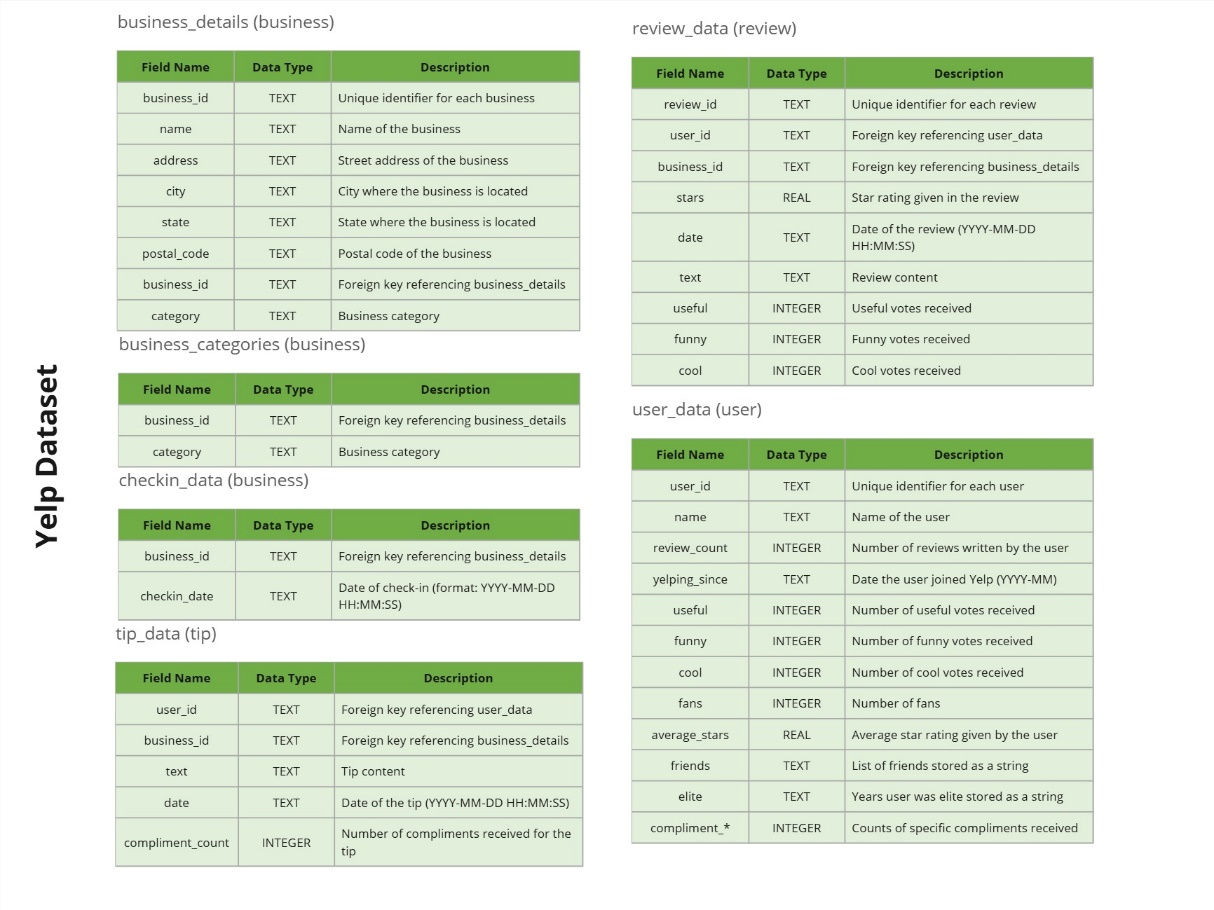 Yelp Dataset
business_details (business)
Field Name Data Type Description
business_id TEXT Unique identifier for each business
name TEXT Name of the business
address TEXT Street address of the business
city TEXT City where the business is located
state TEXT State where the business is located
postal_code TEXT Postal code of the business
business_id TEXT Foreign key referencing business_details
category TEXT Business category
business_categories (business)
Field Name Data Type Description
business_id TEXT Foreign key referencing business_details
category TEXT Business category
checkin_data (business)
Field Name Data Type Description
business_id TEXT Foreign key referencing business_details
checkin_date TEXT Date of check-in (format: YYYY-MM-DD
HH:MM:SS)
tip_data (tip)
Field Name Data Type Description
user_id TEXT Foreign key referencing user_data
business_id TEXT Foreign key referencing business_details
text TEXT Tip content
date TEXT Date of the tip (YYYY-MM-DD HH:MM:SS)
compliment_count INTEGER Number of compliments received for the
tip
review_data (review)
Field Name Data Type Description
review_id TEXT Unique identifier for each review
user_id TEXT Foreign key referencing user_data
business_id TEXT Foreign key referencing business_details
stars REAL Star rating given in the review
date TEXT Date of the review (YYYY-MM-DD
HH:MM:SS)
text TEXT Review content
useful INTEGER Useful votes received
funny INTEGER Funny votes received
cool INTEGER Cool votes received
user_data (user)
Field Name Data Type Description
user_id TEXT Unique identifier for each user
name TEXT Name of the user
review_count INTEGER Number of reviews written by the user
yelping_since TEXT Date the user joined Yelp (YYYY-MM)
useful INTEGER Number of useful votes received
funny INTEGER Number of funny votes received
cool INTEGER Number of cool votes received
fans INTEGER Number of fans
average_stars REAL Average star rating given by the user
friends TEXT List of friends stored as a string
elite TEXT Years user was elite stored as a string
compliment_* INTEGER Counts of specific compliments received